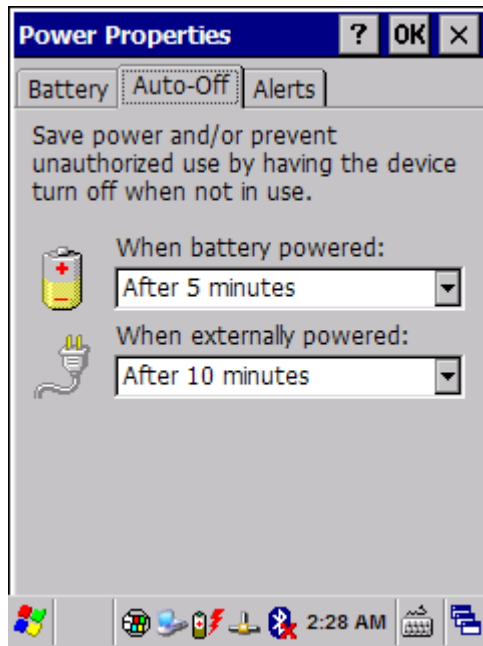 Power Properties ? OK ×
Battery Auto-Off Alerts
Save power and/or prevent
unauthorized use by having the device
turn off when not in use.
When battery powered:
After 5 minutes
When externally powered:
After 10 minutes
2:28 AM